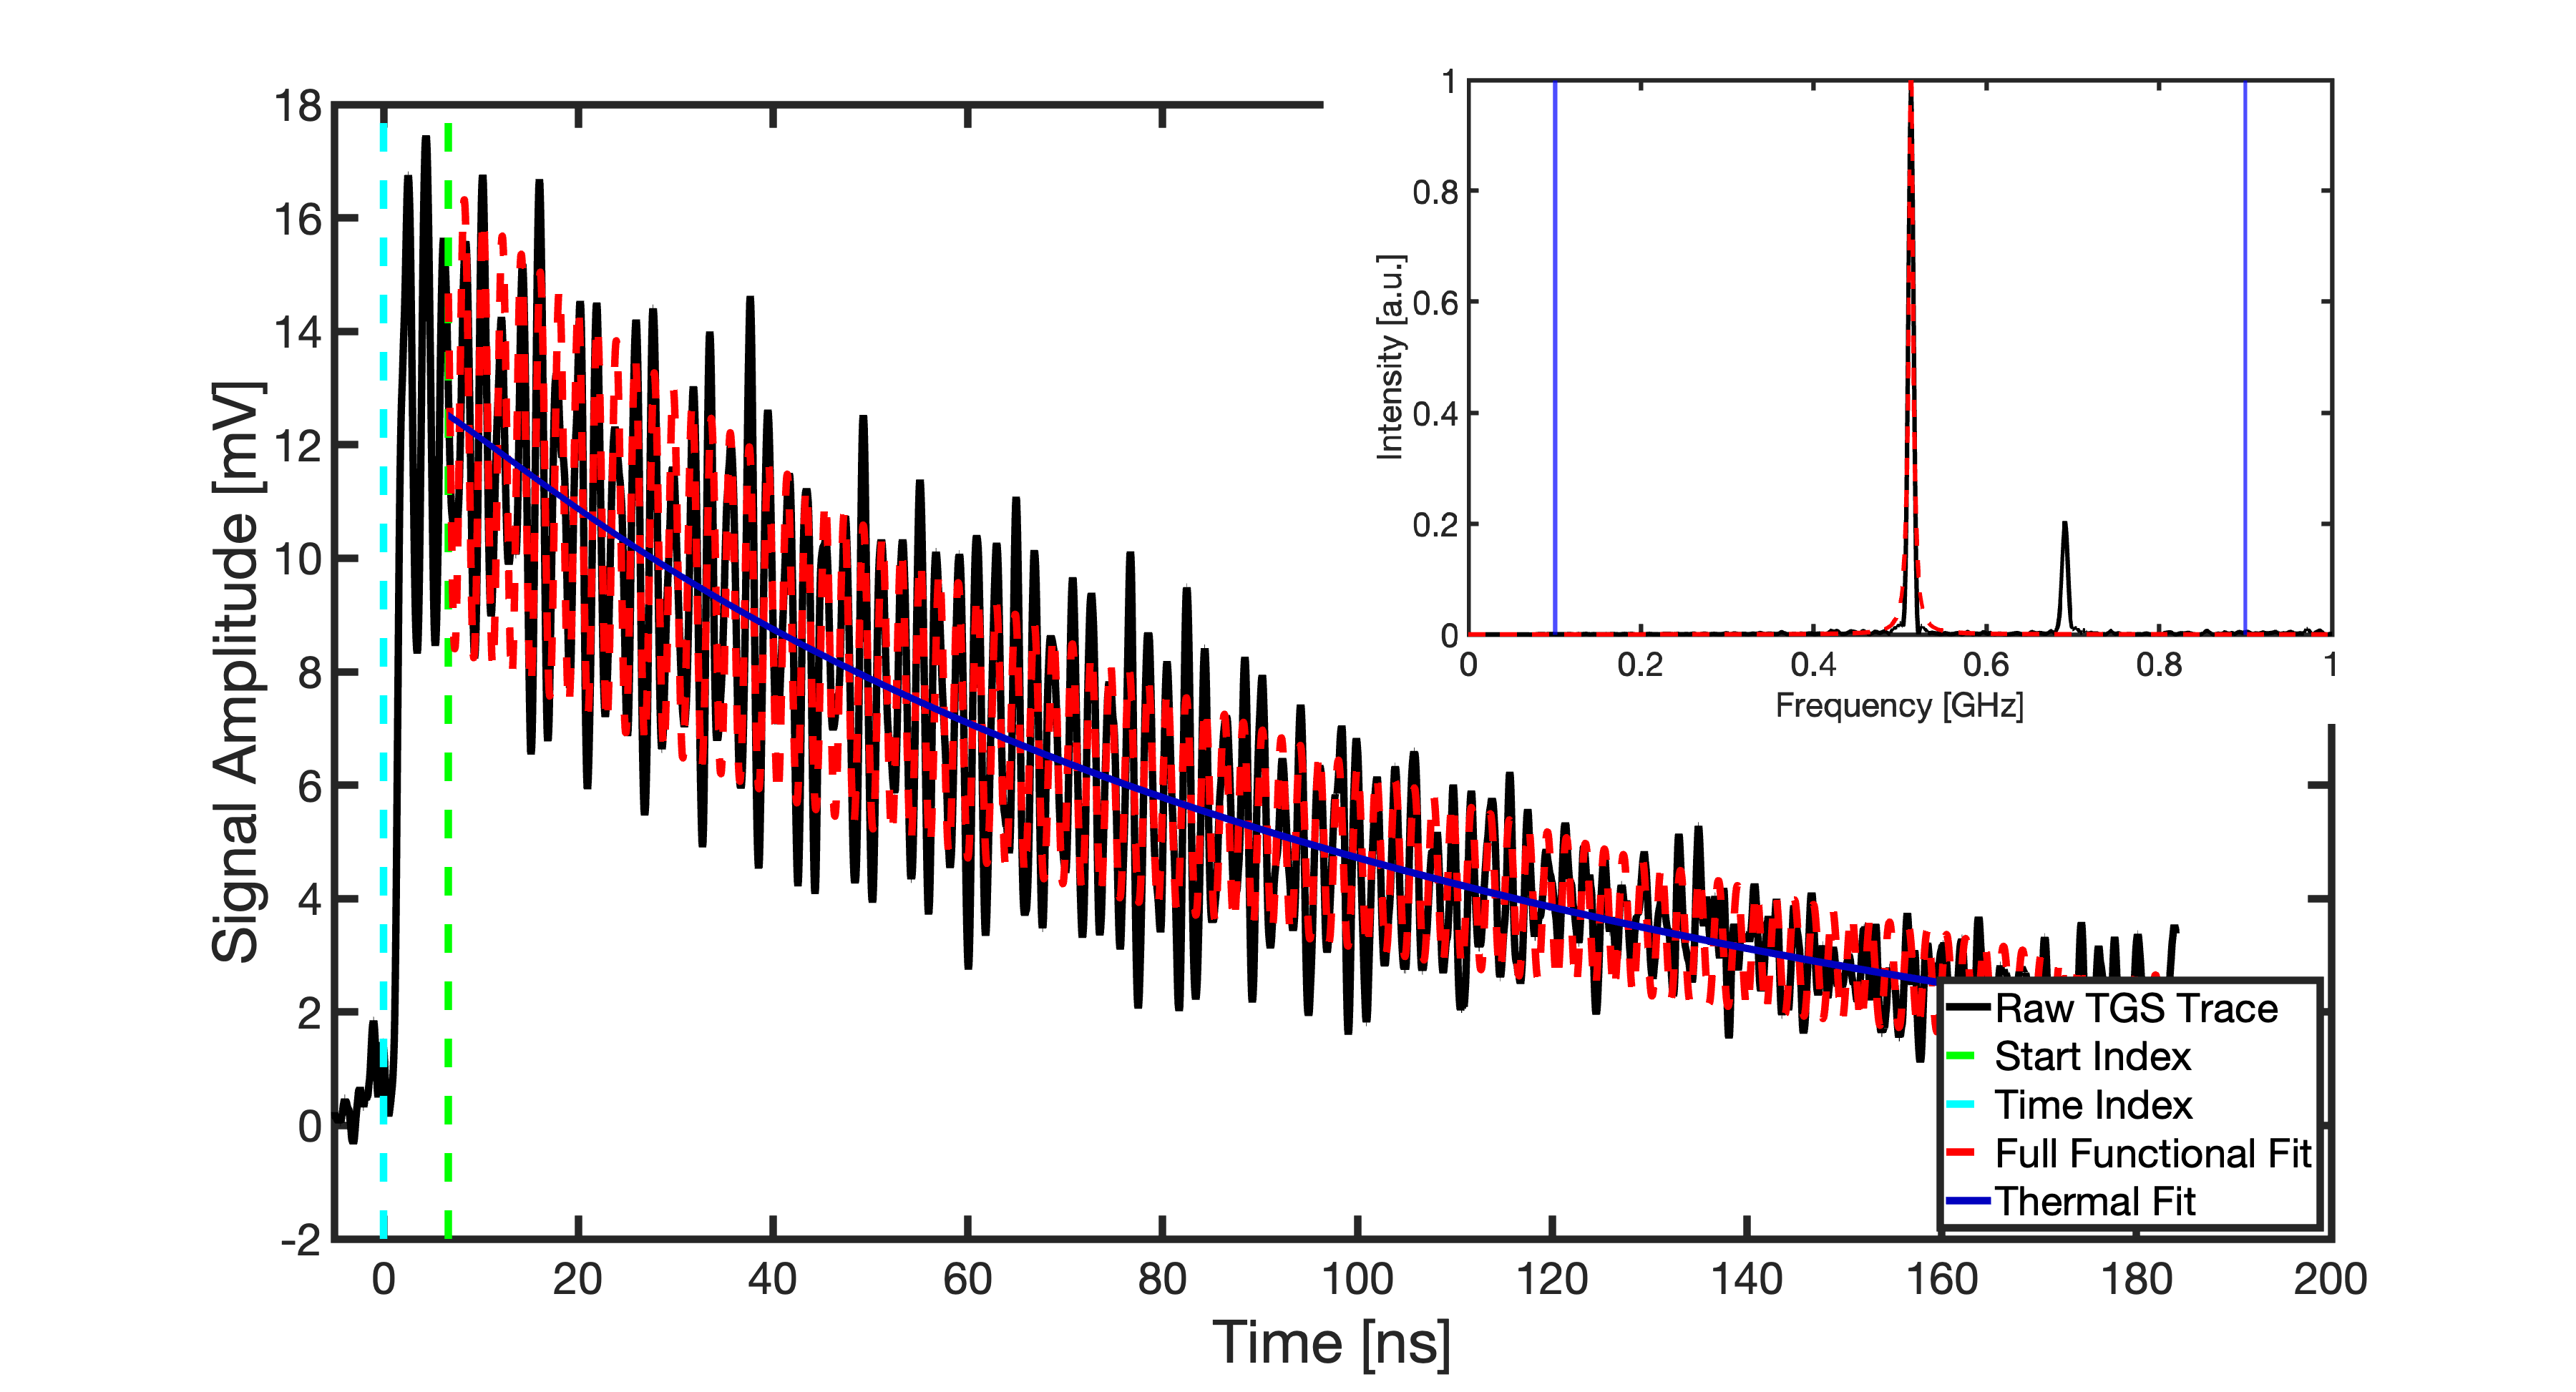 18
16
14
12
10
8
6
4
2
0
-2
Signal Amplitude [mV]
0 20 40 60 80 100 120 140 160 180 200
Time [ns]
1
0.8
0.6
0.4
0.2
0
Intensity [a.u.]
0 0.2 0.4 0.6 0.8 1
Frequency [GHz]
Raw TGS Trace
Start Index
Time Index
Full Functional Fit
Thermal Fit